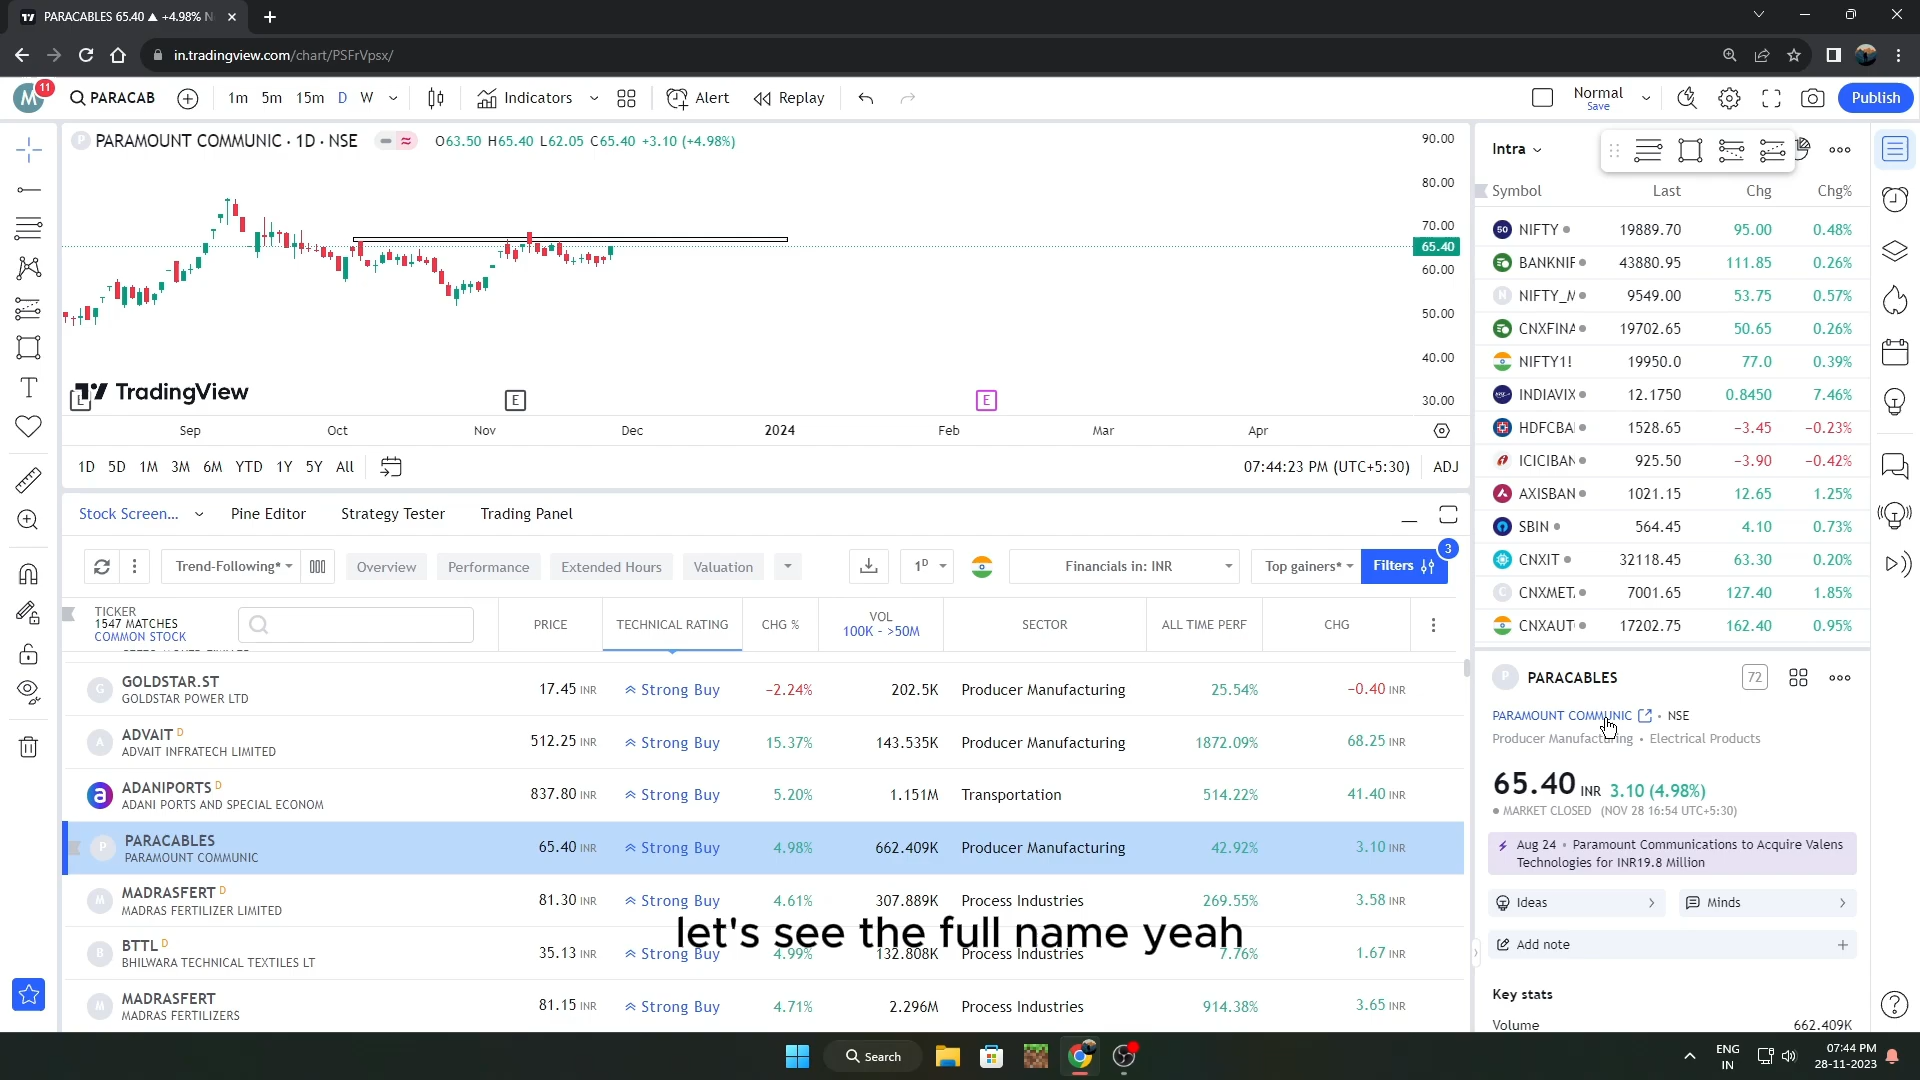 PARACABLES 65.40 ▲ +4.98% N
in.tradingview.com/chart/PSFrVpsx/
M 11 PARACAB 1m 5m 15m D W Indicators Alert Replay Normal Save Publish
PARAMOUNT COMMUNIC · 1D · NSE O63.50 H65.40 L62.05 C65.40 +3.10 (+4.98%)
90.00
80.00
70.00
65.40
60.00
50.00
40.00
30.00
TradingView
L E E
Sep Oct Nov Dec 2024 Feb Mar Apr
1D 5D 1M 3M 6M YTD 1Y 5Y All 07:44:23 PM (UTC+5:30) ADJ
Stock Screen... Pine Editor Strategy Tester Trading Panel
Trend-Following* Overview Performance Extended Hours Valuation 1D Financials in: INR Top gainers* Filters 3
TICKER
1547 MATCHES
COMMON STOCK
PRICE TECHNICAL RATING CHG % VOL SECTOR ALL TIME PERF CHG
100K - >50M
G GOLDSTAR.ST
GOLDSTAR POWER LTD
17.45 INR Strong Buy −2.24% 202.5K Producer Manufacturing 25.54% −0.40 INR
A ADVAIT D
ADVAIT INFRATECH LIMITED
512.25 INR Strong Buy 15.37% 143.535K Producer Manufacturing 1872.09% 68.25 INR
a ADANIPORTS D
ADANI PORTS AND SPECIAL ECONOM
837.80 INR Strong Buy 5.20% 1.151M Transportation 514.22% 41.40 INR
P PARACABLES
PARAMOUNT COMMUNIC
65.40 INR Strong Buy 4.98% 662.409K Producer Manufacturing 42.92% 3.10 INR
M MADRASFERT D
MADRAS FERTILIZER LIMITED
81.30 INR Strong Buy 4.61% 307.889K Process Industries 269.55% 3.58 INR
let's see the full name yeah
B BTTL D
BHILWARA TECHNICAL TEXTILES LT
35.13 INR Strong Buy 4.99% 132.808K Process Industries 7.76% 1.67 INR
M MADRASFERT
MADRAS FERTILIZERS
81.15 INR Strong Buy 4.71% 2.296M Process Industries 914.38% 3.65 INR
Intra
Symbol Last Chg Chg%
50 NIFTY 19889.70 95.00 0.48%
BANKNIF 43880.95 111.85 0.26%
N NIFTY_M 9549.00 53.75 0.57%
CNXFINA 19702.65 50.65 0.26%
NIFTY1! 19950.0 77.0 0.39%
INDIAVIX 12.1750 0.8450 7.46%
HDFCBA 1528.65 −3.45 −0.23%
ICICIBAN 925.50 −3.90 −0.42%
AXISBAN 1021.15 12.65 1.25%
SBIN 564.45 4.10 0.73%
CNXIT 32118.45 63.30 0.20%
C CNXMET. 7001.65 127.40 1.85%
CNXAUT 17202.75 162.40 0.95%
P PARACABLES 72
PARAMOUNT COMMUNIC · NSE
Producer Manufacturing · Electrical Products
65.40 INR 3.10 (4.98%)
MARKET CLOSED (NOV 28 16:54 UTC+5:30)
Aug 24 · Paramount Communications to Acquire Valens
Technologies for INR19.8 Million
Ideas Minds
Add note
Key stats
Volume 662.409K
Search
ENG
IN
07:44 PM
28-11-2023